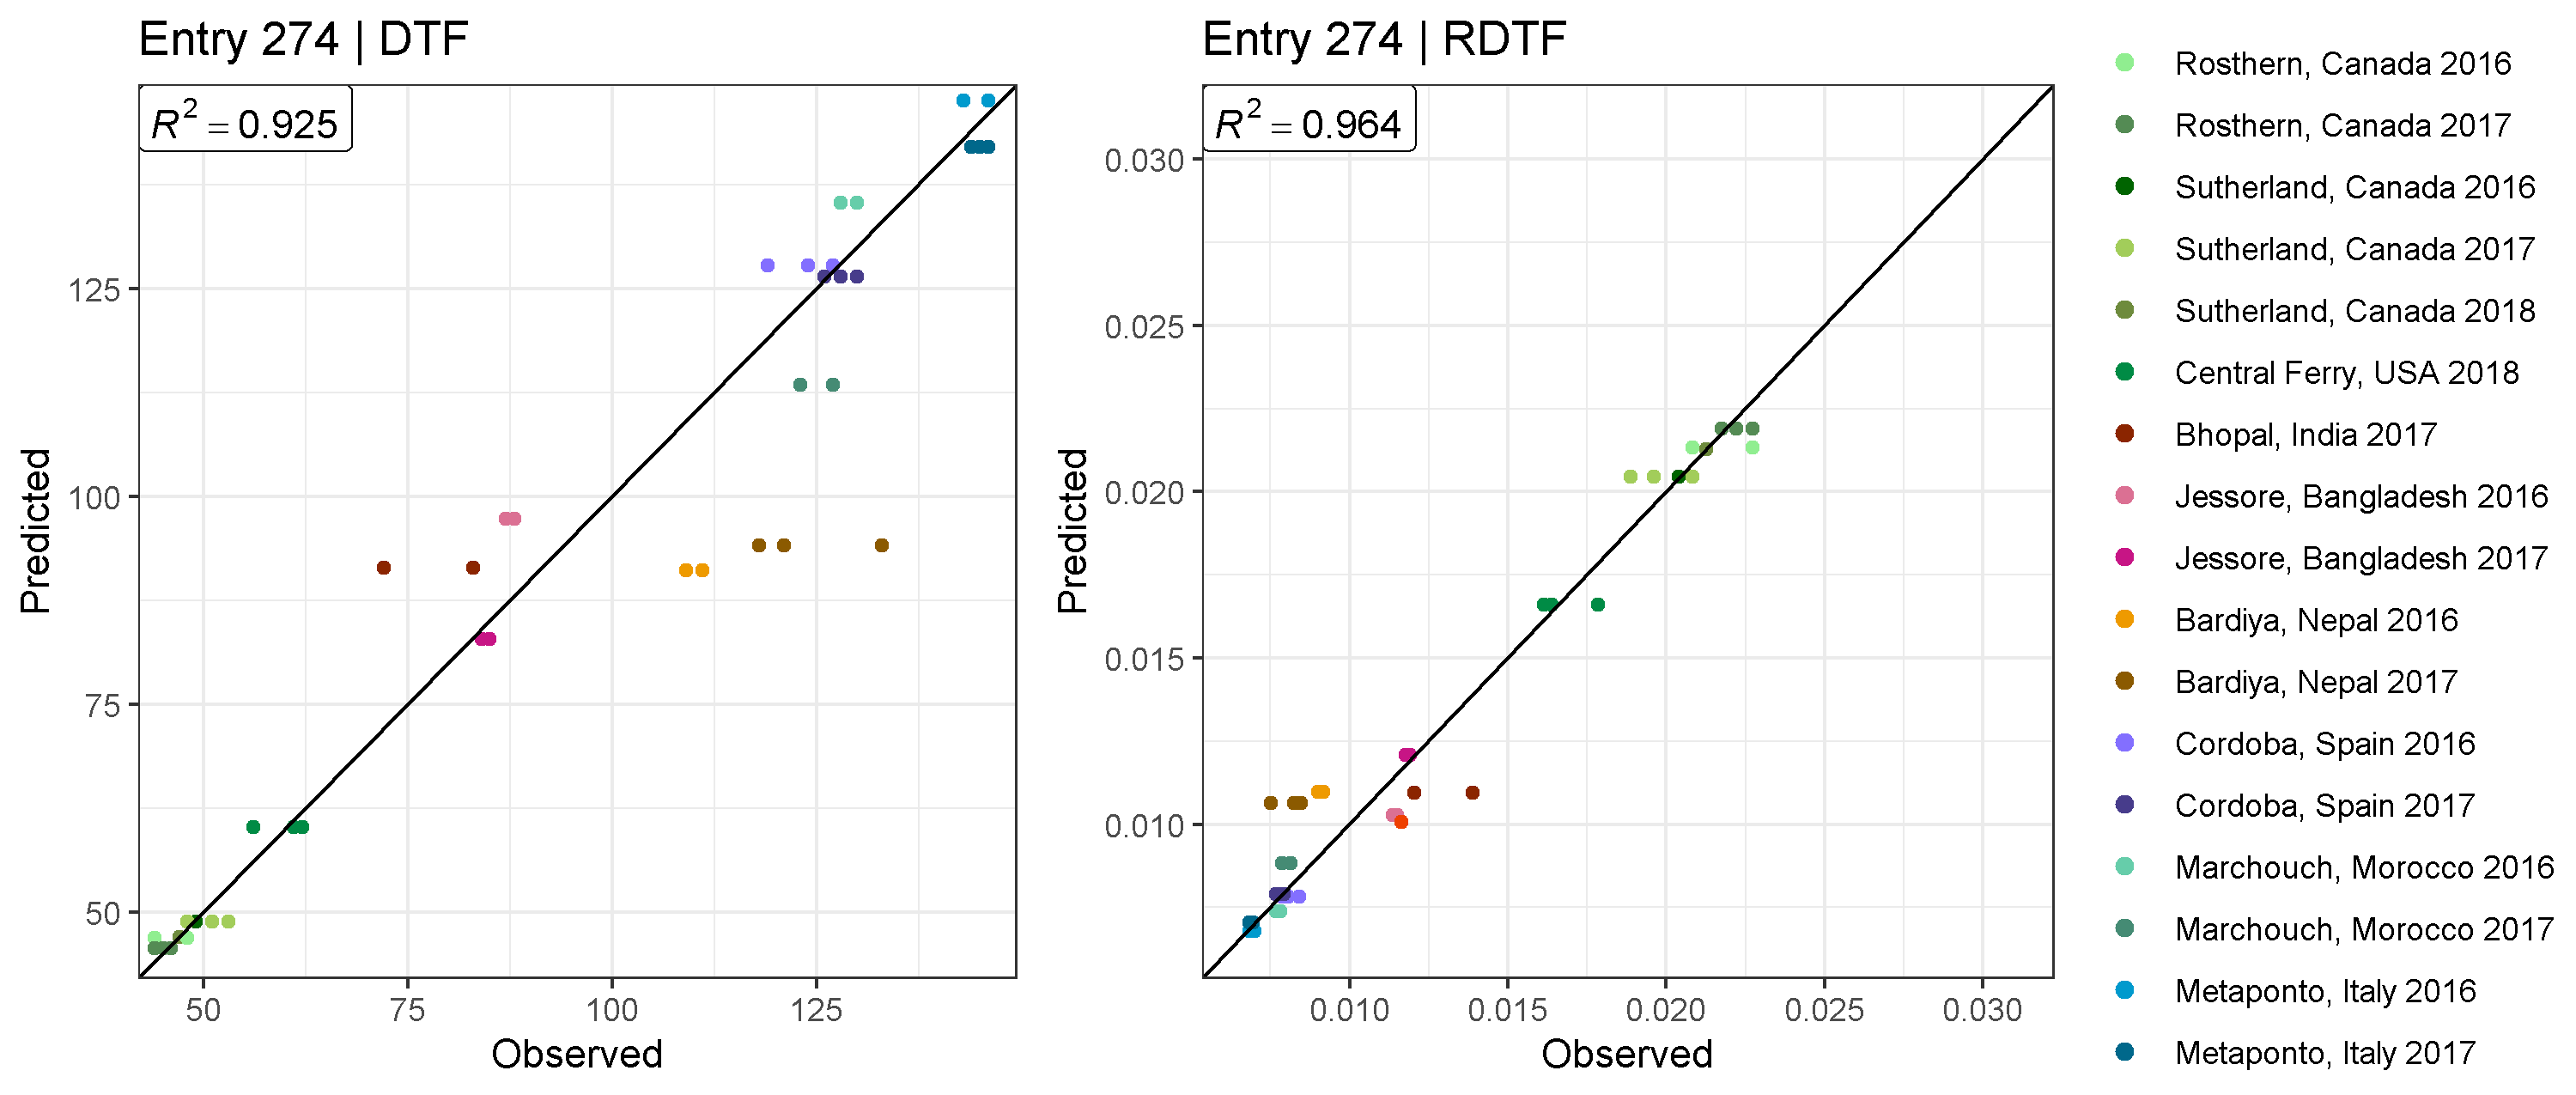 Entry 274 | DTF
R² = 0.925
Predicted
125
100
75
50
50
75
100
125
Observed
Entry 274 | RDTF
R² = 0.964
Predicted
0.030
0.025
0.020
0.015
0.010
0.010
0.015
0.020
0.025
0.030
Observed
Rosthern, Canada 2016
Rosthern, Canada 2017
Sutherland, Canada 2016
Sutherland, Canada 2017
Sutherland, Canada 2018
Central Ferry, USA 2018
Bhopal, India 2017
Jessore, Bangladesh 2016
Jessore, Bangladesh 2017
Bardiya, Nepal 2016
Bardiya, Nepal 2017
Cordoba, Spain 2016
Cordoba, Spain 2017
Marchouch, Morocco 2016
Marchouch, Morocco 2017
Metaponto, Italy 2016
Metaponto, Italy 2017